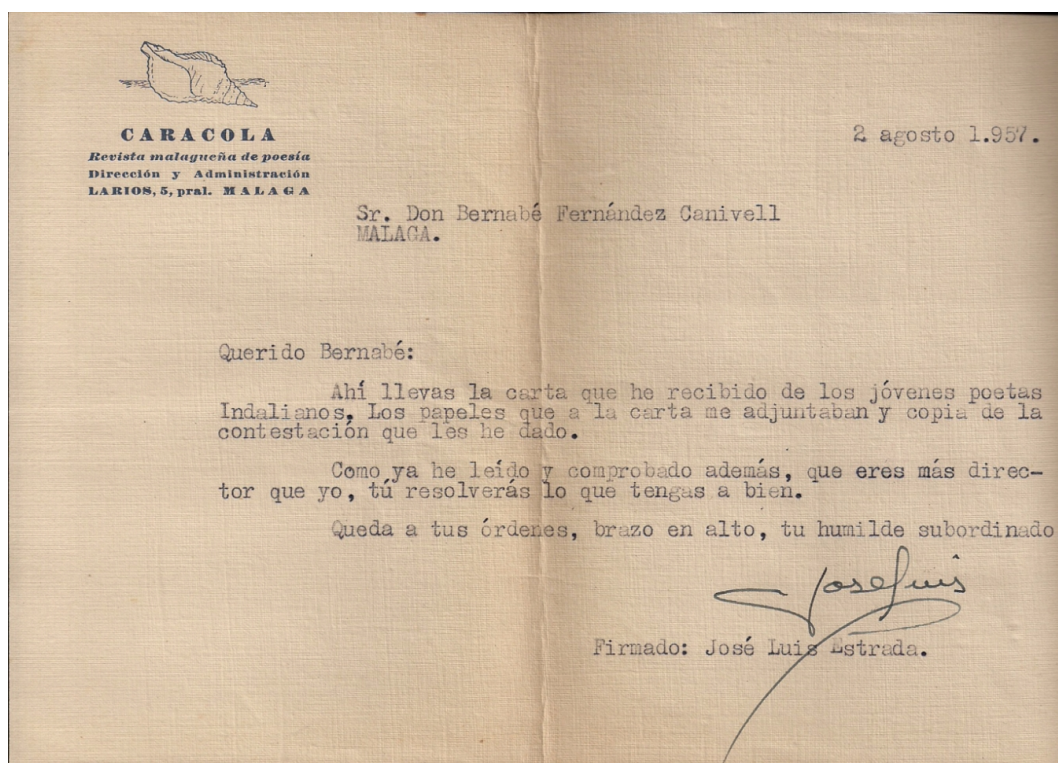 CARACOLA
Revista malagueña de poesía
Dirección y Administración
LARIOS, 5, pral. MALAGA
2 agosto 1.957.
Sr. Don Bernabé Fernández Canivell
MALAGA.
Querido Bernabé:
Ahí llevas la carta que he recibido de los jóvenes poetas
Indalianos. Los papeles que a la carta me adjuntaban y copia de la
contestación que les he dado.
Como ya he leído y comprobado además, que eres más direc-
tor que yo, tú resolverás lo que tengas a bien.
Queda a tus órdenes, brazo en alto, tu humilde subordinado
Jose Luis
Firmado: José Luis Estrada.